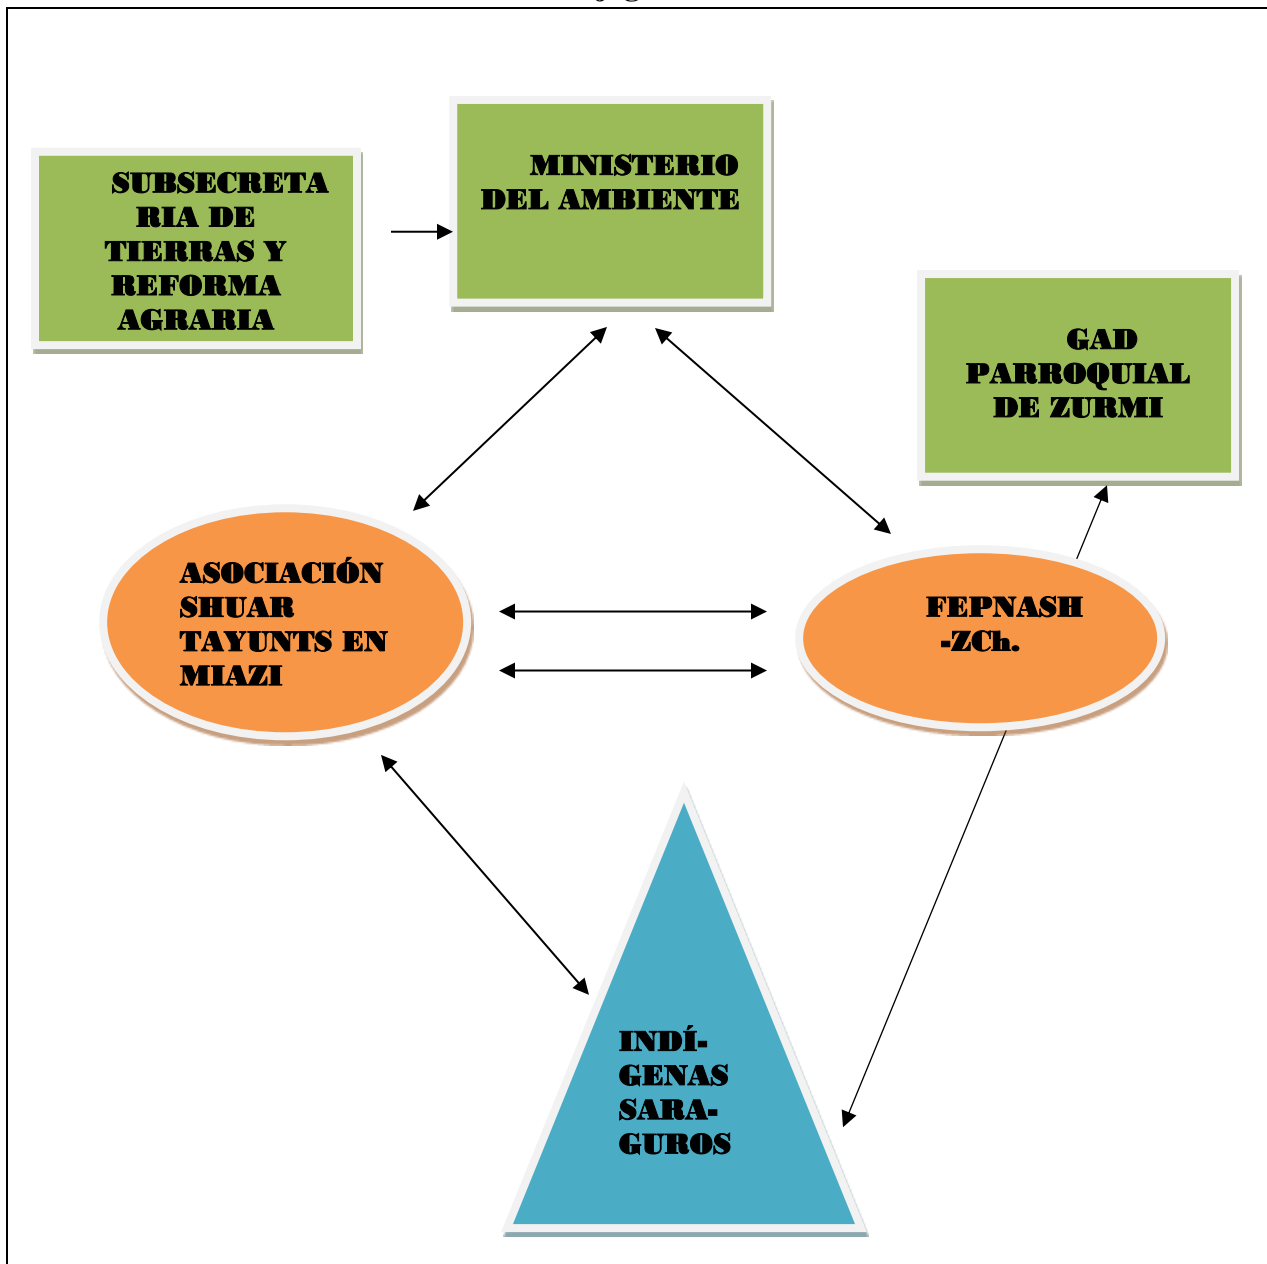 SUBSECRETA
RIA DE
TIERRAS Y
REFORMA
AGRARIA
MINISTERIO
DEL AMBIENTE
GAD
PARROQUIAL
DE ZURMI
ASOCIACIÓN
SHUAR
TAYUNTS EN
MIAZI
FEPNASH
-ZCh.
INDÍ-
GENAS
SARA-
GUROS